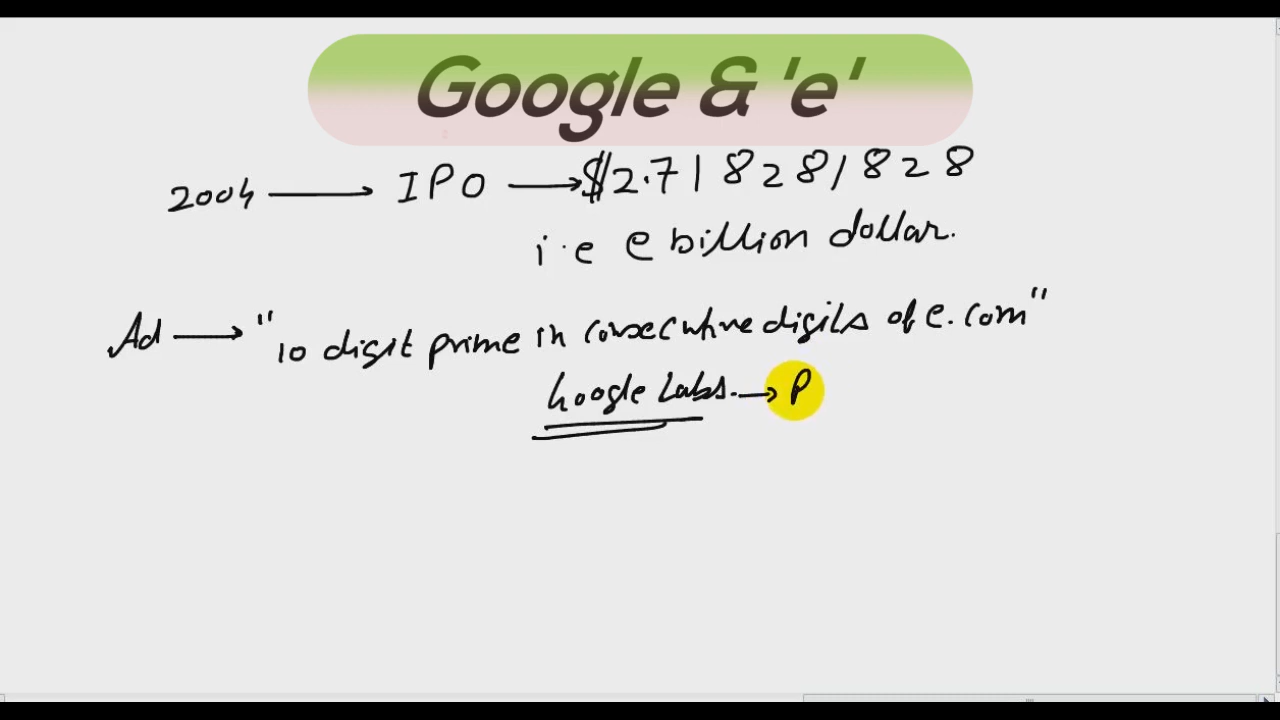 Google & 'e'
2004 → IPO → $2.718281828
i.e e billion dollar.
Ad → "10 digit prime in consecutive digits of e.com"
Google Labs. → P